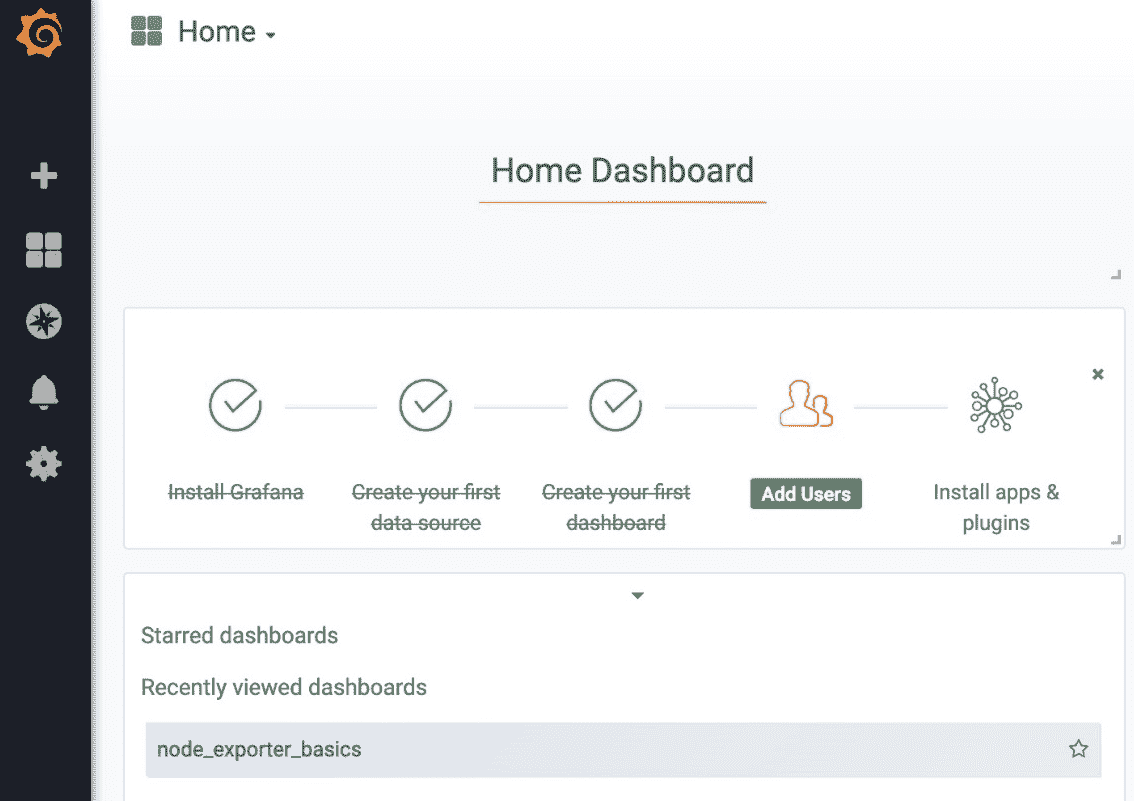 Home
Home Dashboard
Install Grafana
Create your first
data source
Create your first
dashboard
Add Users
Install apps &
plugins
Starred dashboards
Recently viewed dashboards
node_exporter_basics